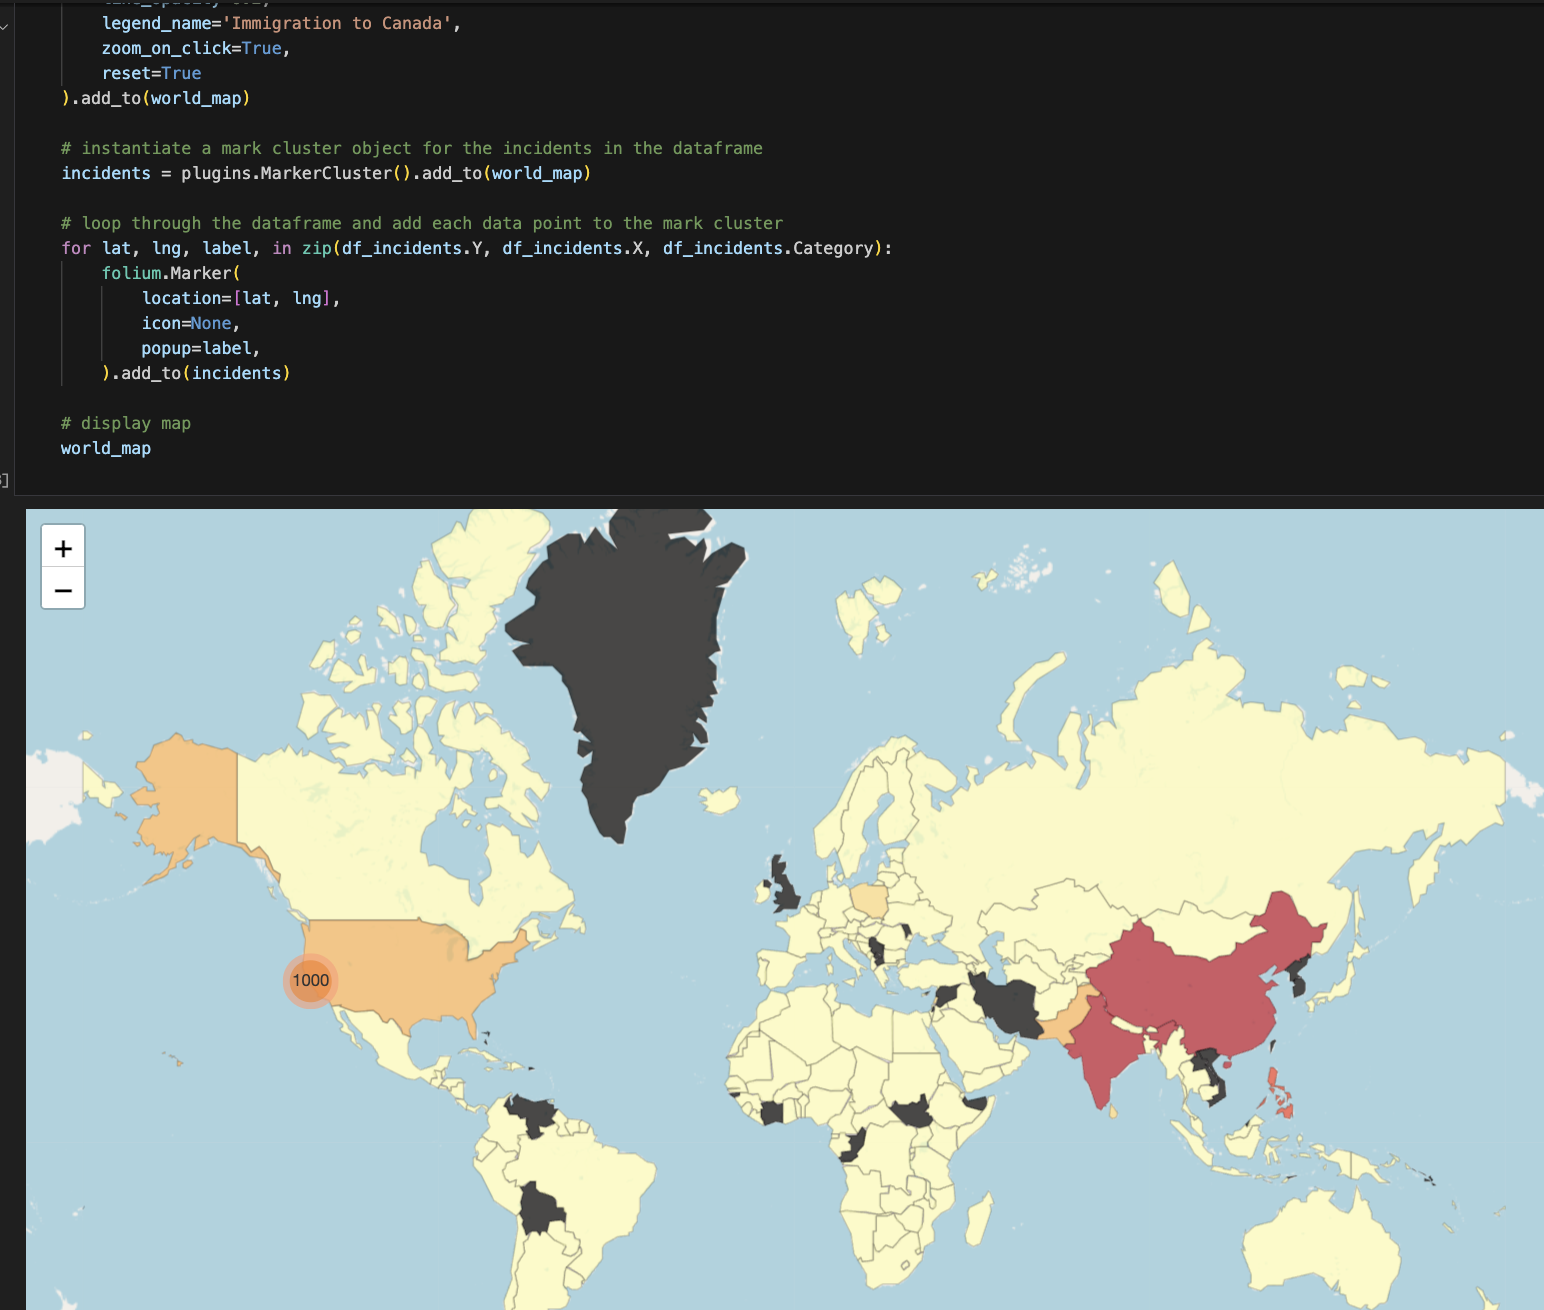 legend_name='Immigration to Canada',
zoom_on_click=True,
reset=True
).add_to(world_map)
# instantiate a mark cluster object for the incidents in the dataframe
incidents = plugins.MarkerCluster().add_to(world_map)
# loop through the dataframe and add each data point to the mark cluster
for lat, lng, label, in zip(df_incidents.Y, df_incidents.X, df_incidents.Category):
folium.Marker(
location=[lat, lng],
icon=None,
popup=label,
).add_to(incidents)
# display map
world_map
]
+
−
1000